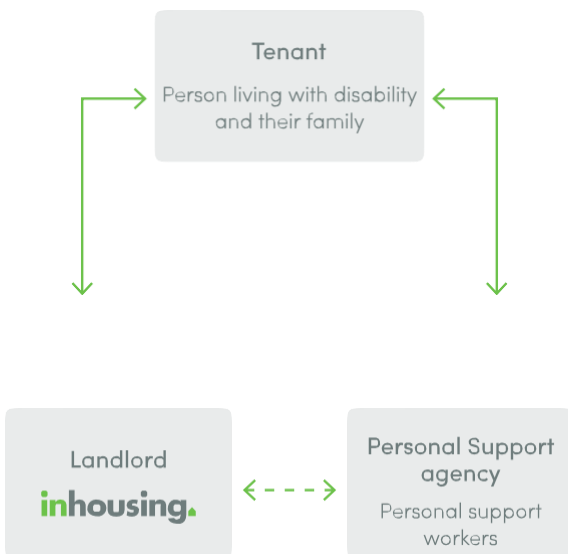 Tenant
Person living with disability
and their family
Landlord
inhousing.
Personal Support
agency
Personal support
workers